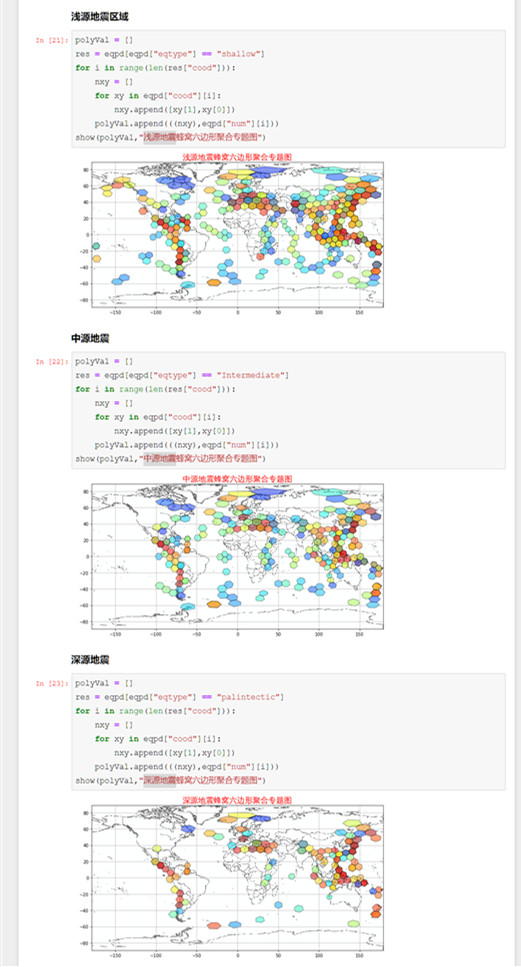 浅源地震区域
In [21]: polyVal = []
res = eqpd[eqpd["eqtype"] == "shallow"]
for i in range(len(res["cood"])):
nxy = []
for xy in eqpd["cood"][i]:
nxy.append([xy[1],xy[0]])
polyVal.append(((nxy),eqpd["num"][i]))
show(polyVal,"浅源地震蜂窝六边形聚合专题图")
浅源地震蜂窝六边形聚合专题图
80
60
40
20
0
−20
−40
−60
−80
−150 −100 −50 0 50 100 150
中源地震
In [22]: polyVal = []
res = eqpd[eqpd["eqtype"] == "Intermediate"]
for i in range(len(res["cood"])):
nxy = []
for xy in eqpd["cood"][i]:
nxy.append([xy[1],xy[0]])
polyVal.append(((nxy),eqpd["num"][i]))
show(polyVal,"中源地震蜂窝六边形聚合专题图")
中源地震蜂窝六边形聚合专题图
80
60
40
20
0
−20
−40
−60
−80
−150 −100 −50 0 50 100 150
深源地震
In [23]: polyVal = []
res = eqpd[eqpd["eqtype"] == "palintectic"]
for i in range(len(res["cood"])):
nxy = []
for xy in eqpd["cood"][i]:
nxy.append([xy[1],xy[0]])
polyVal.append(((nxy),eqpd["num"][i]))
show(polyVal,"深源地震蜂窝六边形聚合专题图")
深源地震蜂窝六边形聚合专题图
80
60
40
20
0
−20
−40
−60
−80
−150 −100 −50 0 50 100 150